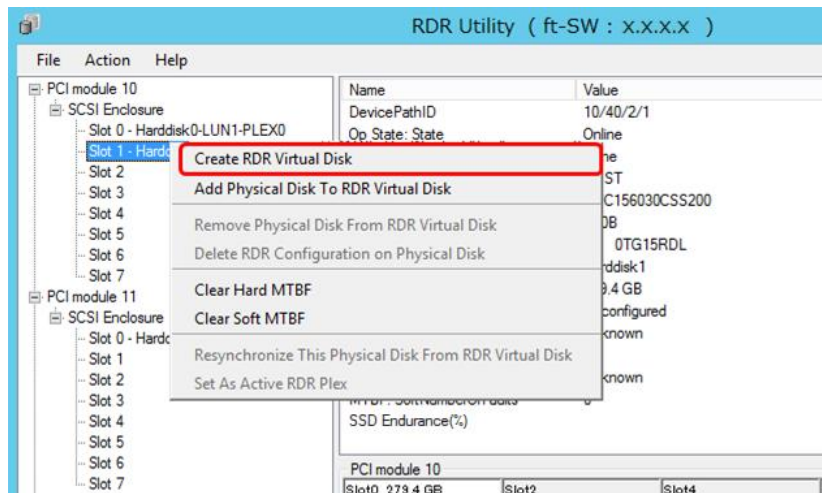 RDR Utility ( ft-SW : x.x.x.x )
File Action Help
PCI module 10
SCSI Enclosure
Slot 0 - Harddisk0-LUN1-PLEX0
Slot 1 - Hardd
Slot 2
Slot 3
Slot 4
Slot 5
Slot 6
Slot 7
PCI module 11
SCSI Enclosure
Slot 0 - Hardd
Slot 1
Slot 2
Slot 3
Slot 4
Slot 5
Slot 6
Slot 7
Create RDR Virtual Disk
Add Physical Disk To RDR Virtual Disk
Remove Physical Disk From RDR Virtual Disk
Delete RDR Configuration on Physical Disk
Clear Hard MTBF
Clear Soft MTBF
Resynchronize This Physical Disk From RDR Virtual Disk
Set As Active RDR Plex
Name Value
DevicePathID 10/40/2/1
Op State: State Online
ST
C156030CSS200
0TG15RDL
ddisk1
.4 GB
configured
known
known
SSD Endurance(%)
PCI module 10
Slot0 279.4 GB Slot2 Slot4